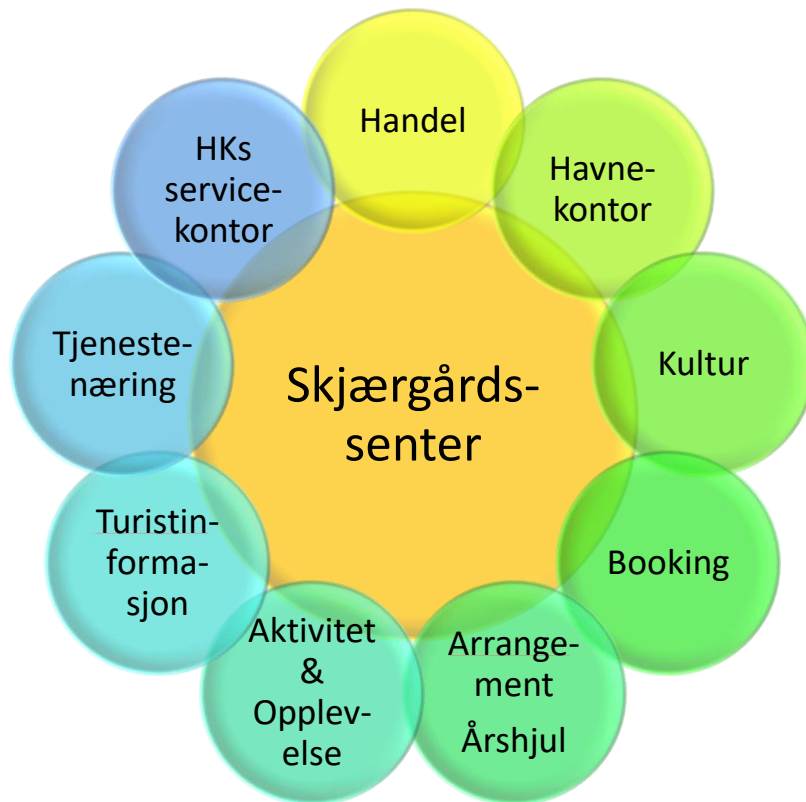 Handel
Havne-
kontor
Kultur
Booking
Arrange-
ment
Årshjul
Aktivitet
&
Opplev-
else
Turistin-
forma-
sjon
Tjeneste-
næring
HKs
service-
kontor
Skjærgårds-
senter